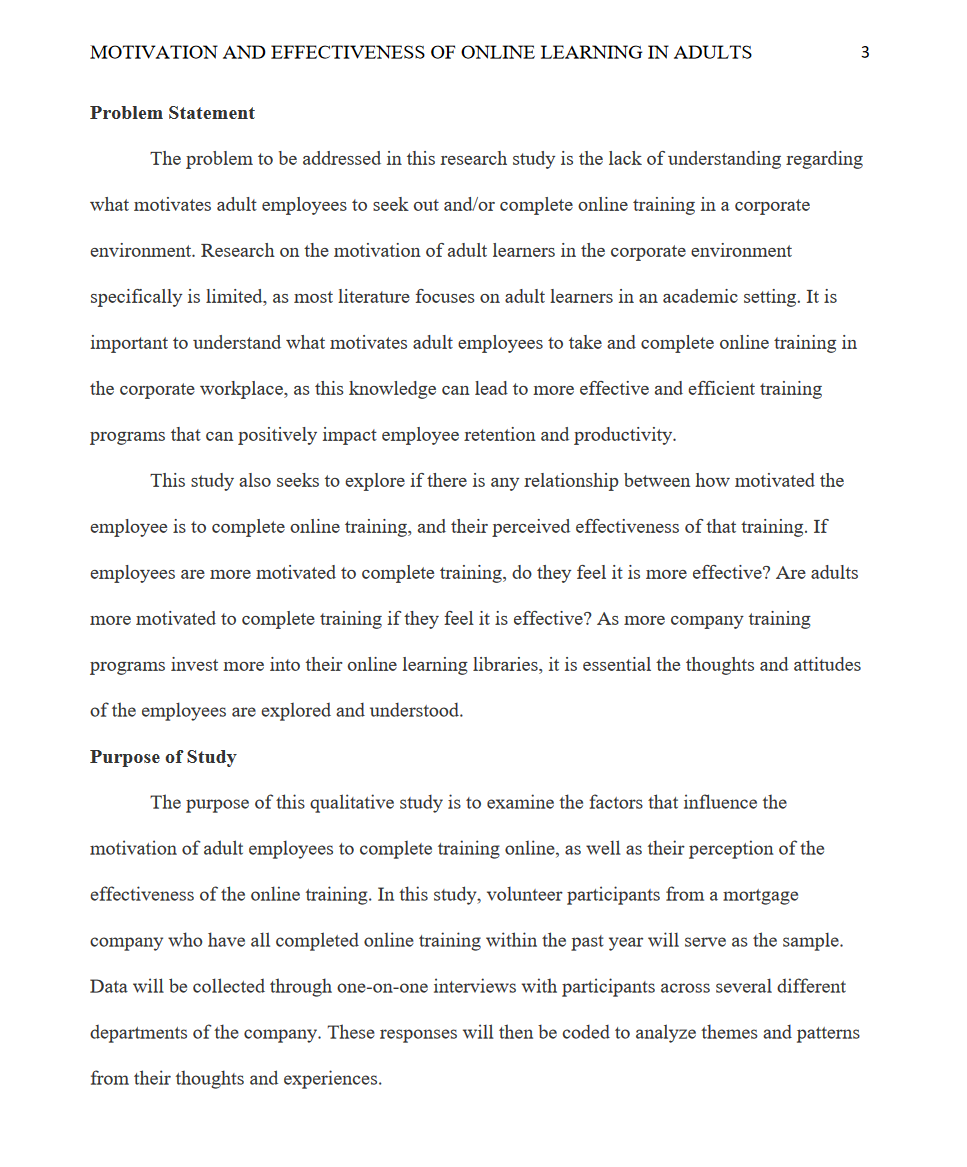 MOTIVATION AND EFFECTIVENESS OF ONLINE LEARNING IN ADULTS 3
Problem Statement
The problem to be addressed in this research study is the lack of understanding regarding
what motivates adult employees to seek out and/or complete online training in a corporate
environment. Research on the motivation of adult learners in the corporate environment
specifically is limited, as most literature focuses on adult learners in an academic setting. It is
important to understand what motivates adult employees to take and complete online training in
the corporate workplace, as this knowledge can lead to more effective and efficient training
programs that can positively impact employee retention and productivity.
This study also seeks to explore if there is any relationship between how motivated the
employee is to complete online training, and their perceived effectiveness of that training. If
employees are more motivated to complete training, do they feel it is more effective? Are adults
more motivated to complete training if they feel it is effective? As more company training
programs invest more into their online learning libraries, it is essential the thoughts and attitudes
of the employees are explored and understood.
Purpose of Study
The purpose of this qualitative study is to examine the factors that influence the
motivation of adult employees to complete training online, as well as their perception of the
effectiveness of the online training. In this study, volunteer participants from a mortgage
company who have all completed online training within the past year will serve as the sample.
Data will be collected through one-on-one interviews with participants across several different
departments of the company. These responses will then be coded to analyze themes and patterns
from their thoughts and experiences.